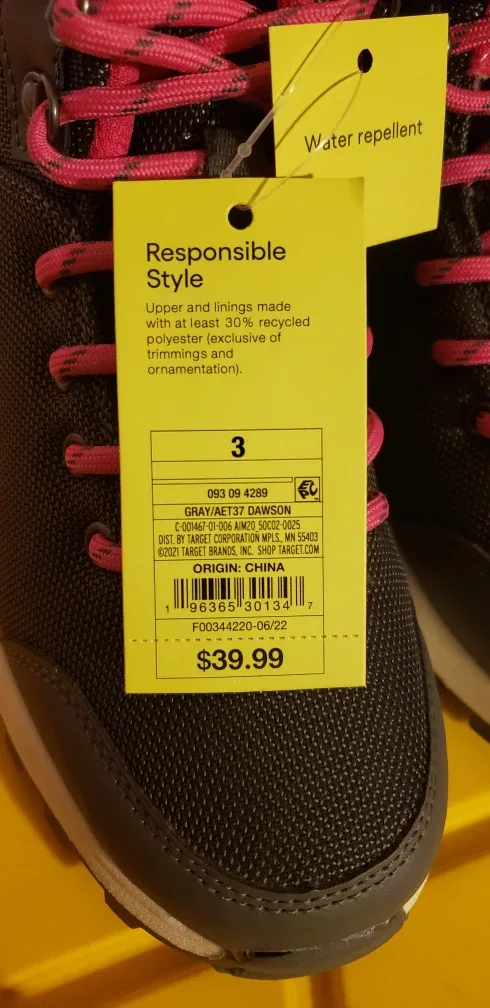 Water repellent
Responsible
Style
Upper and linings made
with at least 30% recycled
polyester (exclusive of
trimmings and
ornamentation).
3
093 09 4289
GRAY/AET37 DAWSON
C-001467-01-006 AIM20_50C02-0025
DIST. BY TARGET CORPORATION MPLS., MN 55403
©2021 TARGET BRANDS, INC. SHOP TARGET.COM
ORIGIN: CHINA
1 96365 30134 7
F00344220-06/22
$39.99